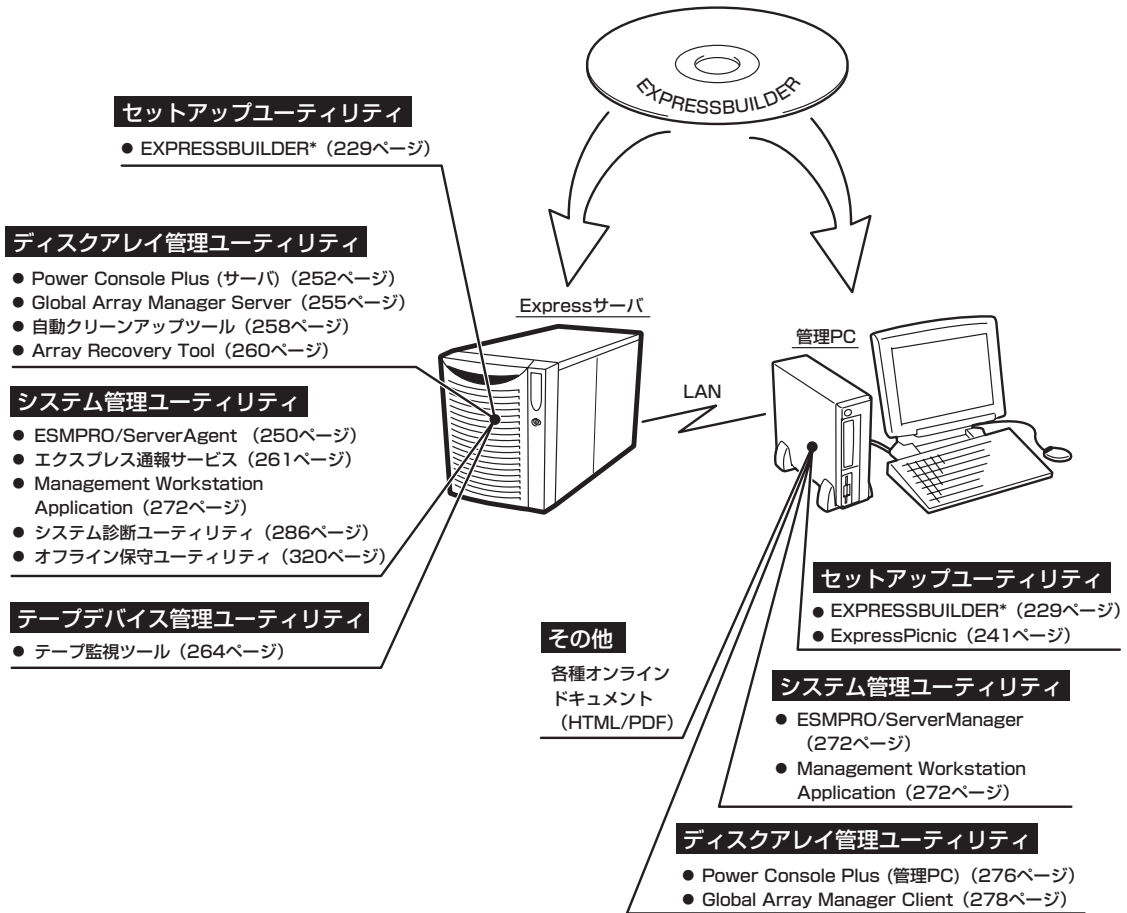 EXPRESSBUILDER
セットアップユーティリティ
● EXPRESSBUILDER*（229ページ）
ディスクアレイ管理ユーティリティ
● Power Console Plus (サーバ)（252ページ）
● Global Array Manager Server（255ページ）
● 自動クリーンアップツール（258ページ）
● Array Recovery Tool（260ページ）
システム管理ユーティリティ
● ESMPRO/ServerAgent （250ページ）
● エクスプレス通報サービス（261ページ）
● Management Workstation
Application（272ページ）
● システム診断ユーティリティ（286ページ）
● オフライン保守ユーティリティ（320ページ）
テープデバイス管理ユーティリティ
● テープ監視ツール（264ページ）
Expressサーバ
LAN
管理PC
セットアップユーティリティ
● EXPRESSBUILDER*（229ページ）
● ExpressPicnic（241ページ）
その他
各種オンライン
ドキュメント
（HTML/PDF）
システム管理ユーティリティ
● ESMPRO/ServerManager
（272ページ）
● Management Workstation
Application（272ページ）
ディスクアレイ管理ユーティリティ
● Power Console Plus (管理PC)（276ページ）
● Global Array Manager Client（278ページ）